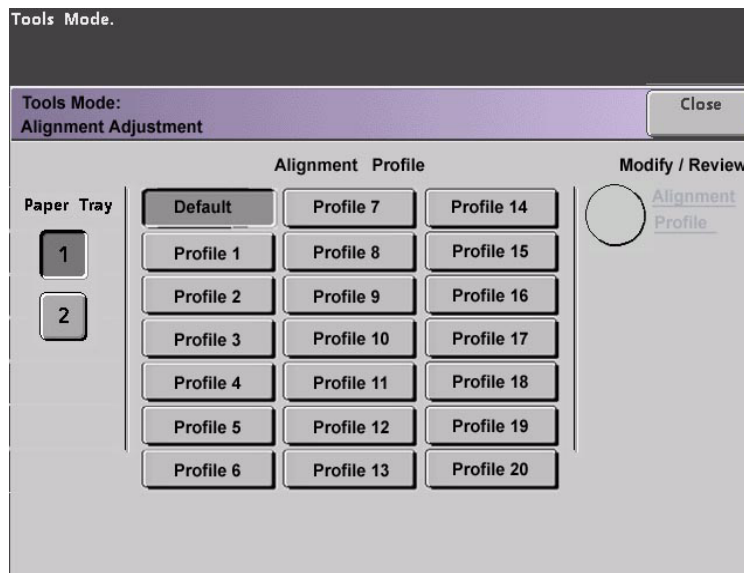 Tools Mode.
Tools Mode:
Close
Alignment Adjustment
Alignment Profile
Modify / Review
Paper Tray
Default
Profile 7
Profile 14
Alignment
Profile
1
Profile 1
Profile 8
Profile 15
2
Profile 2
Profile 9
Profile 16
Profile 3
Profile 10
Profile 17
Profile 4
Profile 11
Profile 18
Profile 5
Profile 12
Profile 19
Profile 6
Profile 13
Profile 20